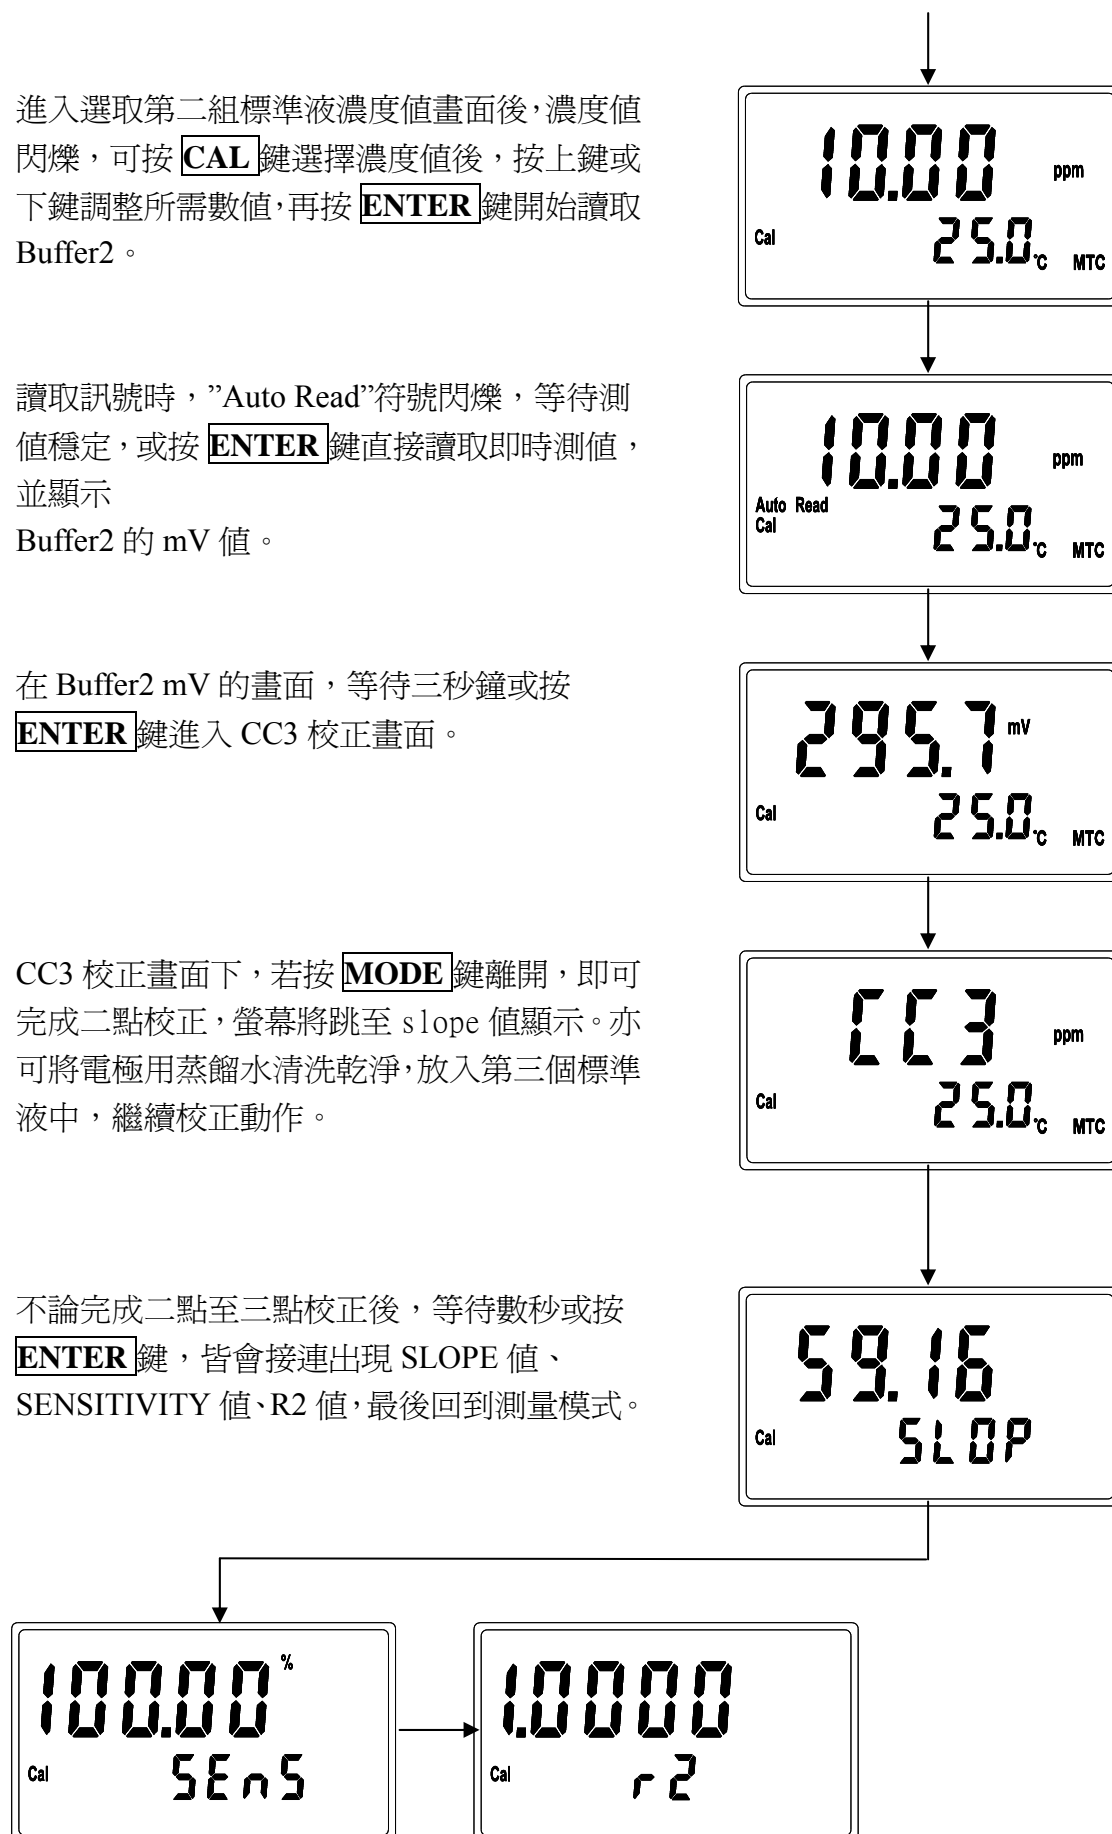 進入選取第二組標準液濃度值畫面後，濃度值
閃爍，可按 CAL 鍵選擇濃度值後，按上鍵或
下鍵調整所需數值，再按 ENTER 鍵開始讀取
Buffer2。
10.00 ppm
Cal 25.0 ℃ MTC
讀取訊號時，”Auto Read”符號閃爍，等待測
值穩定，或按 ENTER 鍵直接讀取即時測值，
並顯示
Buffer2 的 mV 值。
10.00 ppm
Auto Read
Cal 25.0 ℃ MTC
在 Buffer2 mV 的畫面，等待三秒鐘或按
ENTER 鍵進入 CC3 校正畫面。
295.7 mV
Cal 25.0 ℃ MTC
CC3 校正畫面下，若按 MODE 鍵離開，即可
完成二點校正，螢幕將跳至 slope 值顯示。亦
可將電極用蒸餾水清洗乾淨，放入第三個標準
液中，繼續校正動作。
CC3 ppm
Cal 25.0 ℃ MTC
不論完成二點至三點校正後，等待數秒或按
ENTER 鍵，皆會接連出現 SLOPE 值、
SENSITIVITY 值、R2 值，最後回到測量模式。
59.16
Cal SLOP
100.00 %
Cal SEnS
1.0000
Cal r2